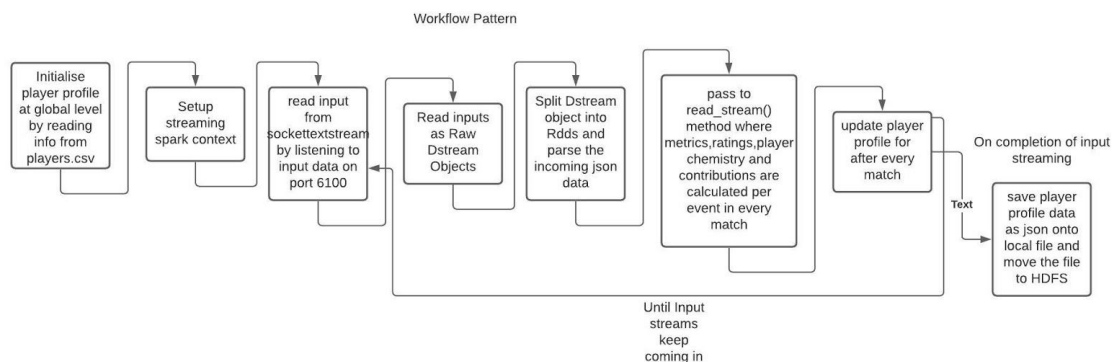 Workflow Pattern
Initialise
player profile
at global level
by reading
info from
players.csv
Setup
streaming
spark context
read input
from
sockettextstream
by listening to
input data on
port 6100
Read inputs
as Raw
Dstream
Objects
Split Dstream
object into
Rdds and
parse the
incoming json
data
pass to
read_stream()
method where
metrics,ratings,player
chemistry and
contributions are
calculated per
event in every
match
update player
profile for
after every
match
On completion of input
streaming
Text
save player
profile data
as json onto
local file and
move the file
to HDFS
Until Input
streams
keep
coming in